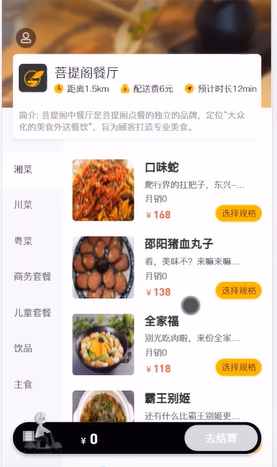 菩提阁餐厅
距离1.5km 配送费6元 预计时长12min
简介: 菩提阁中餐厅是菩提阁点餐的独立的品牌，定位“大众
化的美食外送餐饮”，旨为顾客打造专业美食。
湘菜
川菜
粤菜
商务套餐
儿童套餐
饮品
主食
口味蛇
爬行界的扛把子，东兴-...
月销0
¥ 168
选择规格
邵阳猪血丸子
看，美味不？来嘛来嘛...
月销0
¥ 138
选择规格
全家福
别光吃肉啦，来份全家...
月销0
¥ 118
选择规格
霸王别姬
还有什么比霸王别姬更...
¥ 0
去结算